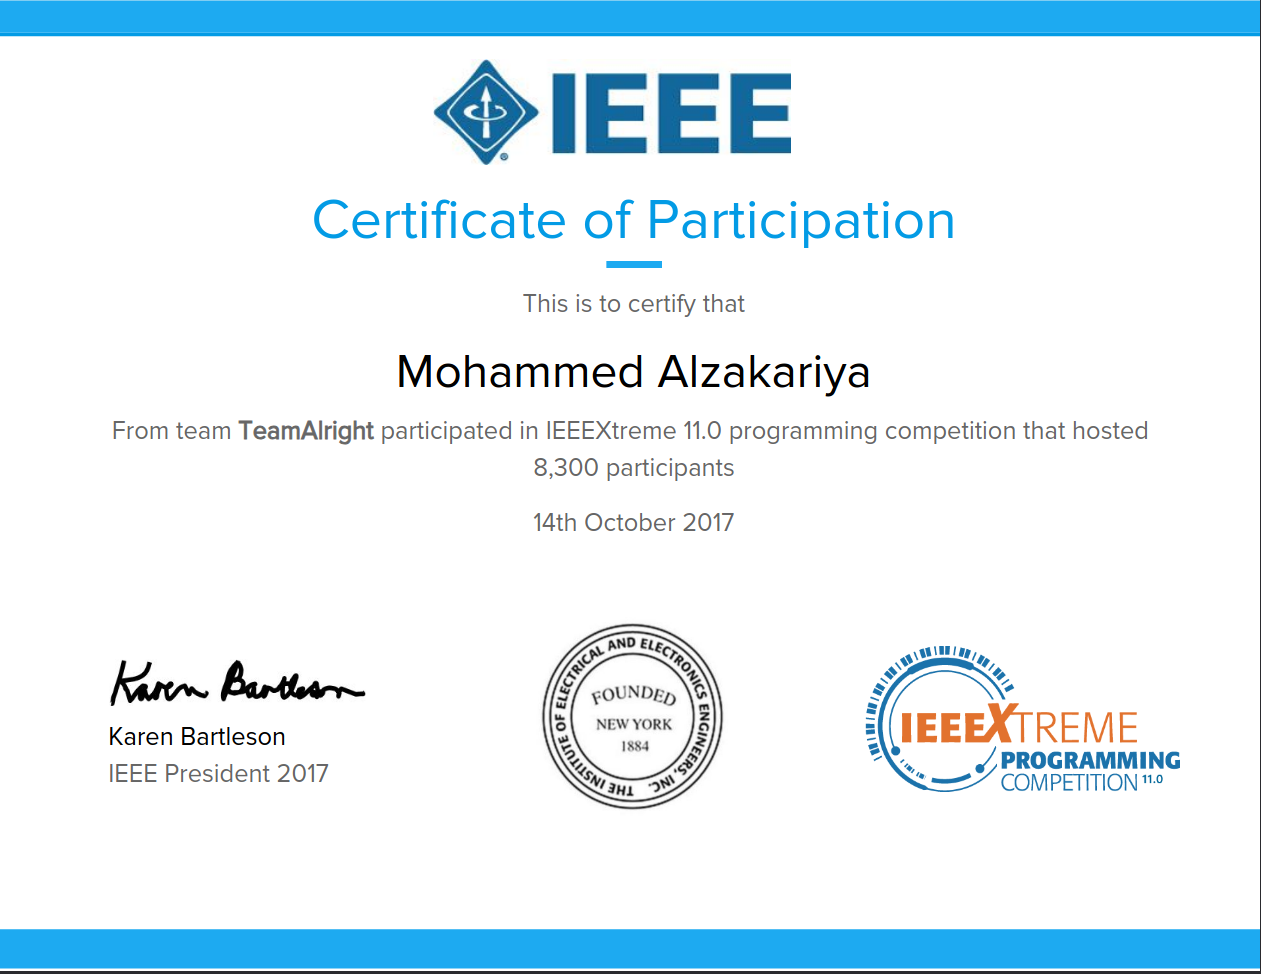 IEEE
Certificate of Participation
This is to certify that
Mohammed Alzakariya
From team TeamAlright participated in IEEEXtreme 11.0 programming competition that hosted
8,300 participants
14th October 2017
Karen Bartleson
Karen Bartleson
IEEE President 2017
THE INSTITUTE OF ELECTRICAL AND ELECTRONICS ENGINEERS, INC.
FOUNDED
NEW YORK
1884
IEEEXTREME
PROGRAMMING
COMPETITION 11.0